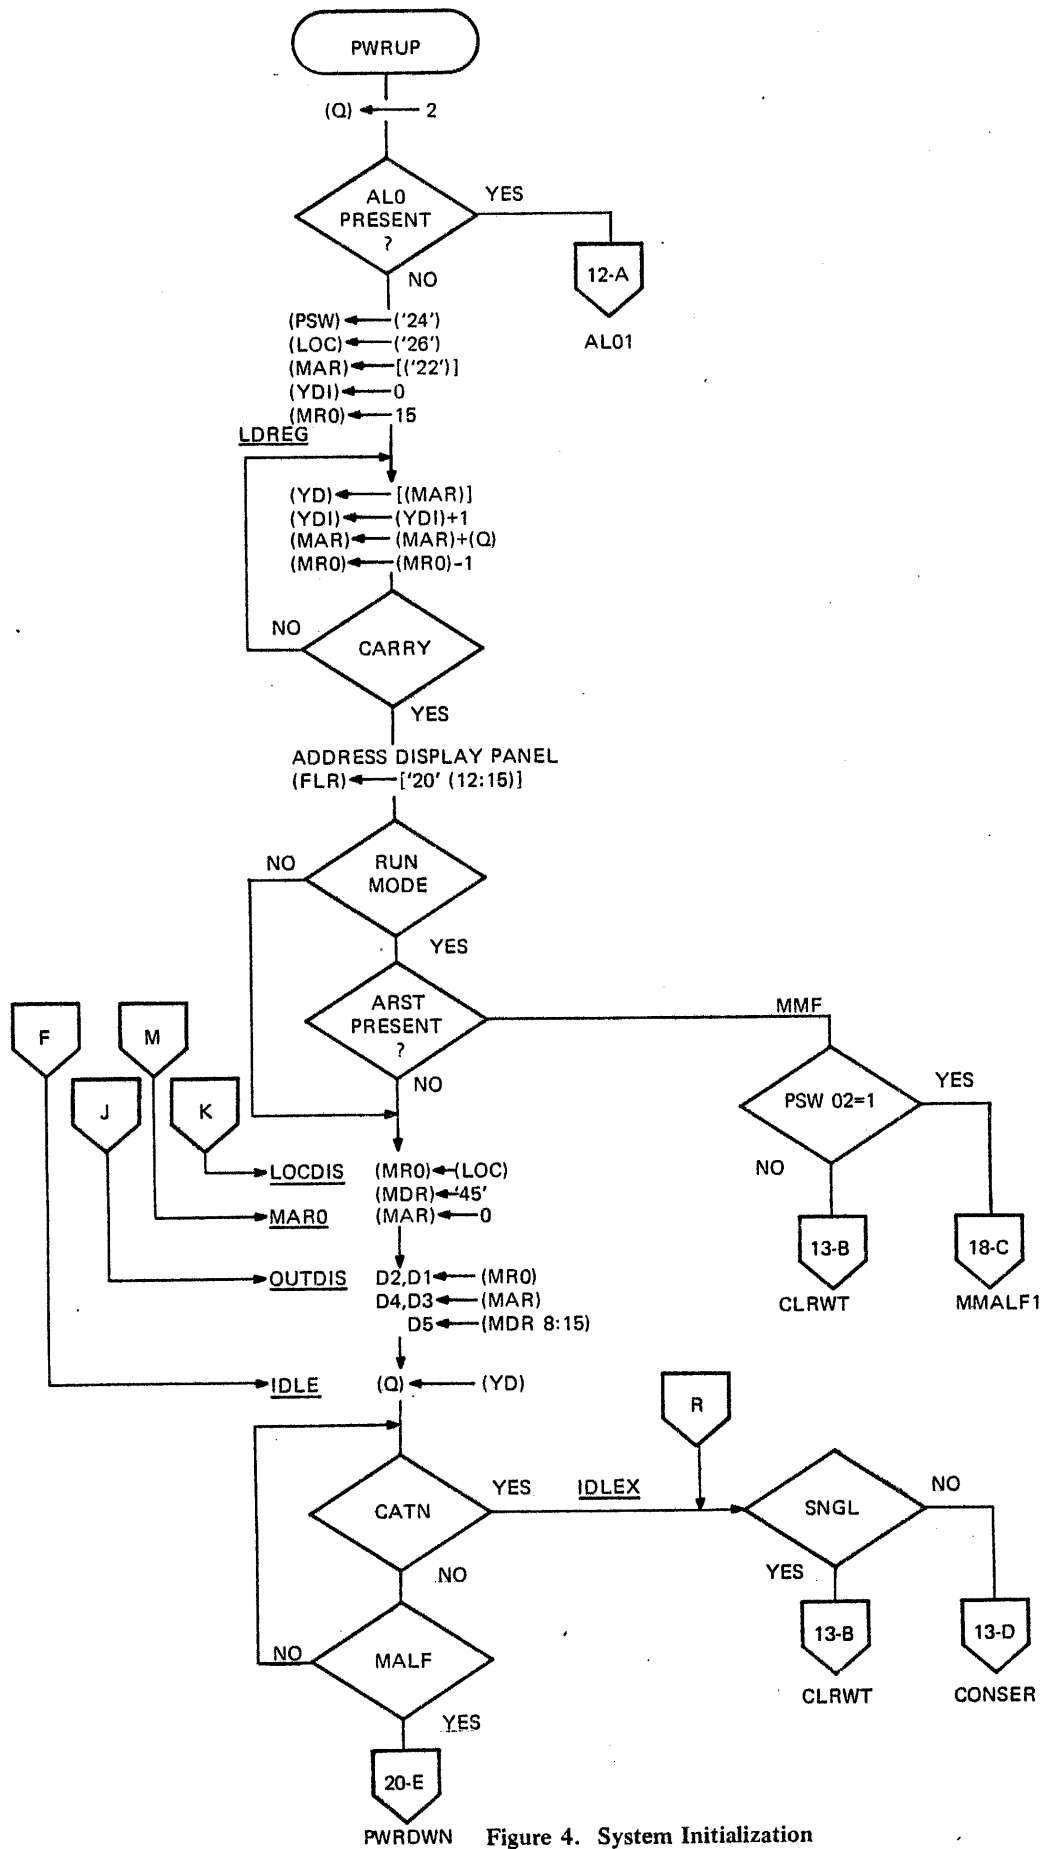 PWRUP
(Q) ← 2
ALO
PRESENT
?
YES
NO
12-A
ALO1
(PSW) ← ('24')
(LOC) ← ('26')
(MAR) ← [('22')]
(YDI) ← 0
(MR0) ← 15
LDREG
(YD) ← [(MAR)]
(YDI) ← (YDI)+1
(MAR) ← (MAR)+(Q)
(MR0) ← (MR0)-1
NO
CARRY
YES
ADDRESS DISPLAY PANEL
(FLR) ← ['20' (12:15)]
NO
RUN
MODE
YES
ARST
PRESENT
?
MMF
NO
F
M
J
K
PSW 02=1
YES
NO
13-B
CLRWT
18-C
MMALF1
LOCDIS
(MR0) ← (LOC)
(MDR) ← '45'
MAR0
(MAR) ← 0
OUTDIS
D2,D1 ← (MR0)
D4,D3 ← (MAR)
D5 ← (MDR 8:15)
IDLE
(Q) ← (YD)
R
CATN
YES
IDLEX
SNGL
NO
YES
NO
13-B
CLRWT
13-D
CONSER
NO
MALF
YES
20-E
PWRDWN
Figure 4. System Initialization